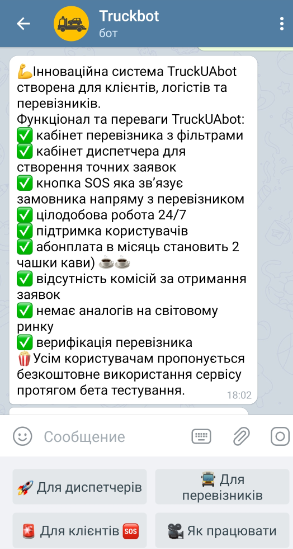 Truckbot
бот
💪Інноваційна система TruckUAbot
створена для клієнтів, логістів та
перевізників.
Функціонал та переваги TruckUAbot:
✅ кабінет перевізника з фільтрами
✅ кабінет диспетчера для
створення точних заявок
✅ кнопка SOS яка зв’язує
замовника напряму з перевізником
✅ цілодобова робота 24/7
✅ підтримка користувачів
✅ абонплата в місяць становить 2
чашки кави) ☕☕
✅ відсутність комісій за отримання
заявок
✅ немає аналогів на світовому
ринку
✅ верифікація перевізника
🍿Усім користувачам пропонується
безкоштовне використання сервісу
протягом бета тестування.
18:02
Сообщение
🚀 Для диспетчерів
🚆 Для
перевізників
🚨 Для клієнтів 🆘
🎥 Як працювати